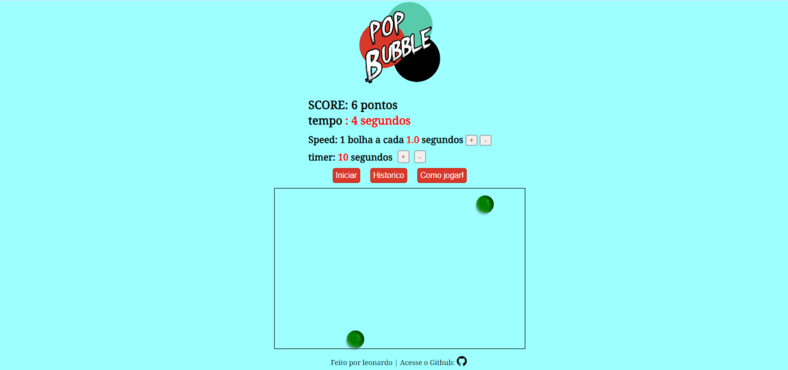 POP
BUBBLE
SCORE: 6 pontos
tempo : 4 segundos
Speed: 1 bolha a cada 1.0 segundos + -
timer: 10 segundos + -
Iniciar Historico Como jogar!
Feito por leonardo | Acesse o Github: